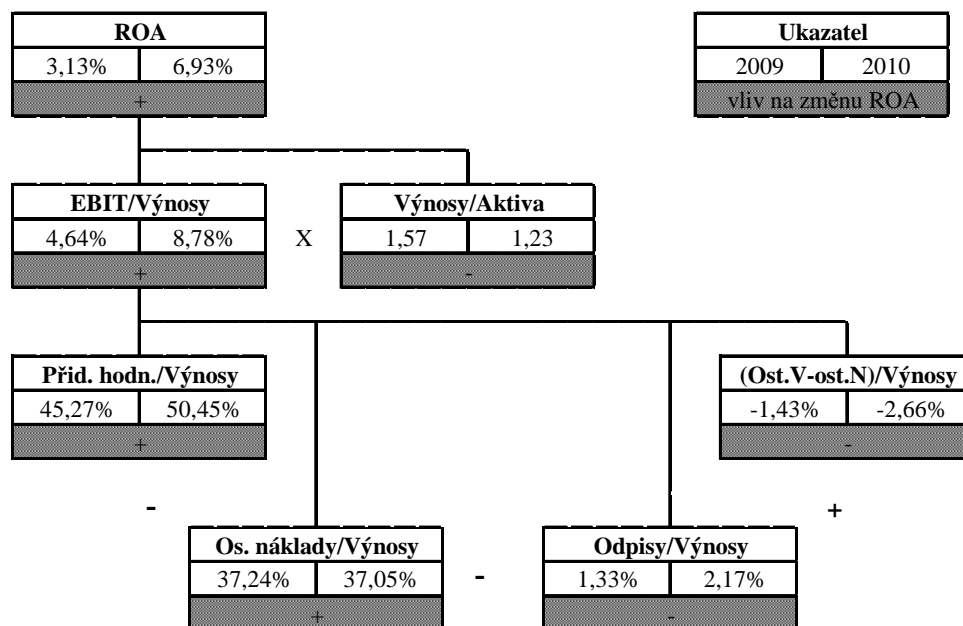 ROA
3,13% 6,93%
+
Ukazatel
2009 2010
vliv na změnu ROA
EBIT/Výnosy
4,64% 8,78%
+
X
Výnosy/Aktiva
1,57 1,23
-
Přid. hodn./Výnosy
45,27% 50,45%
+
(Ost.V-ost.N)/Výnosy
-1,43% -2,66%
-
-
+
Os. náklady/Výnosy
37,24% 37,05%
+
-
Odpisy/Výnosy
1,33% 2,17%
-